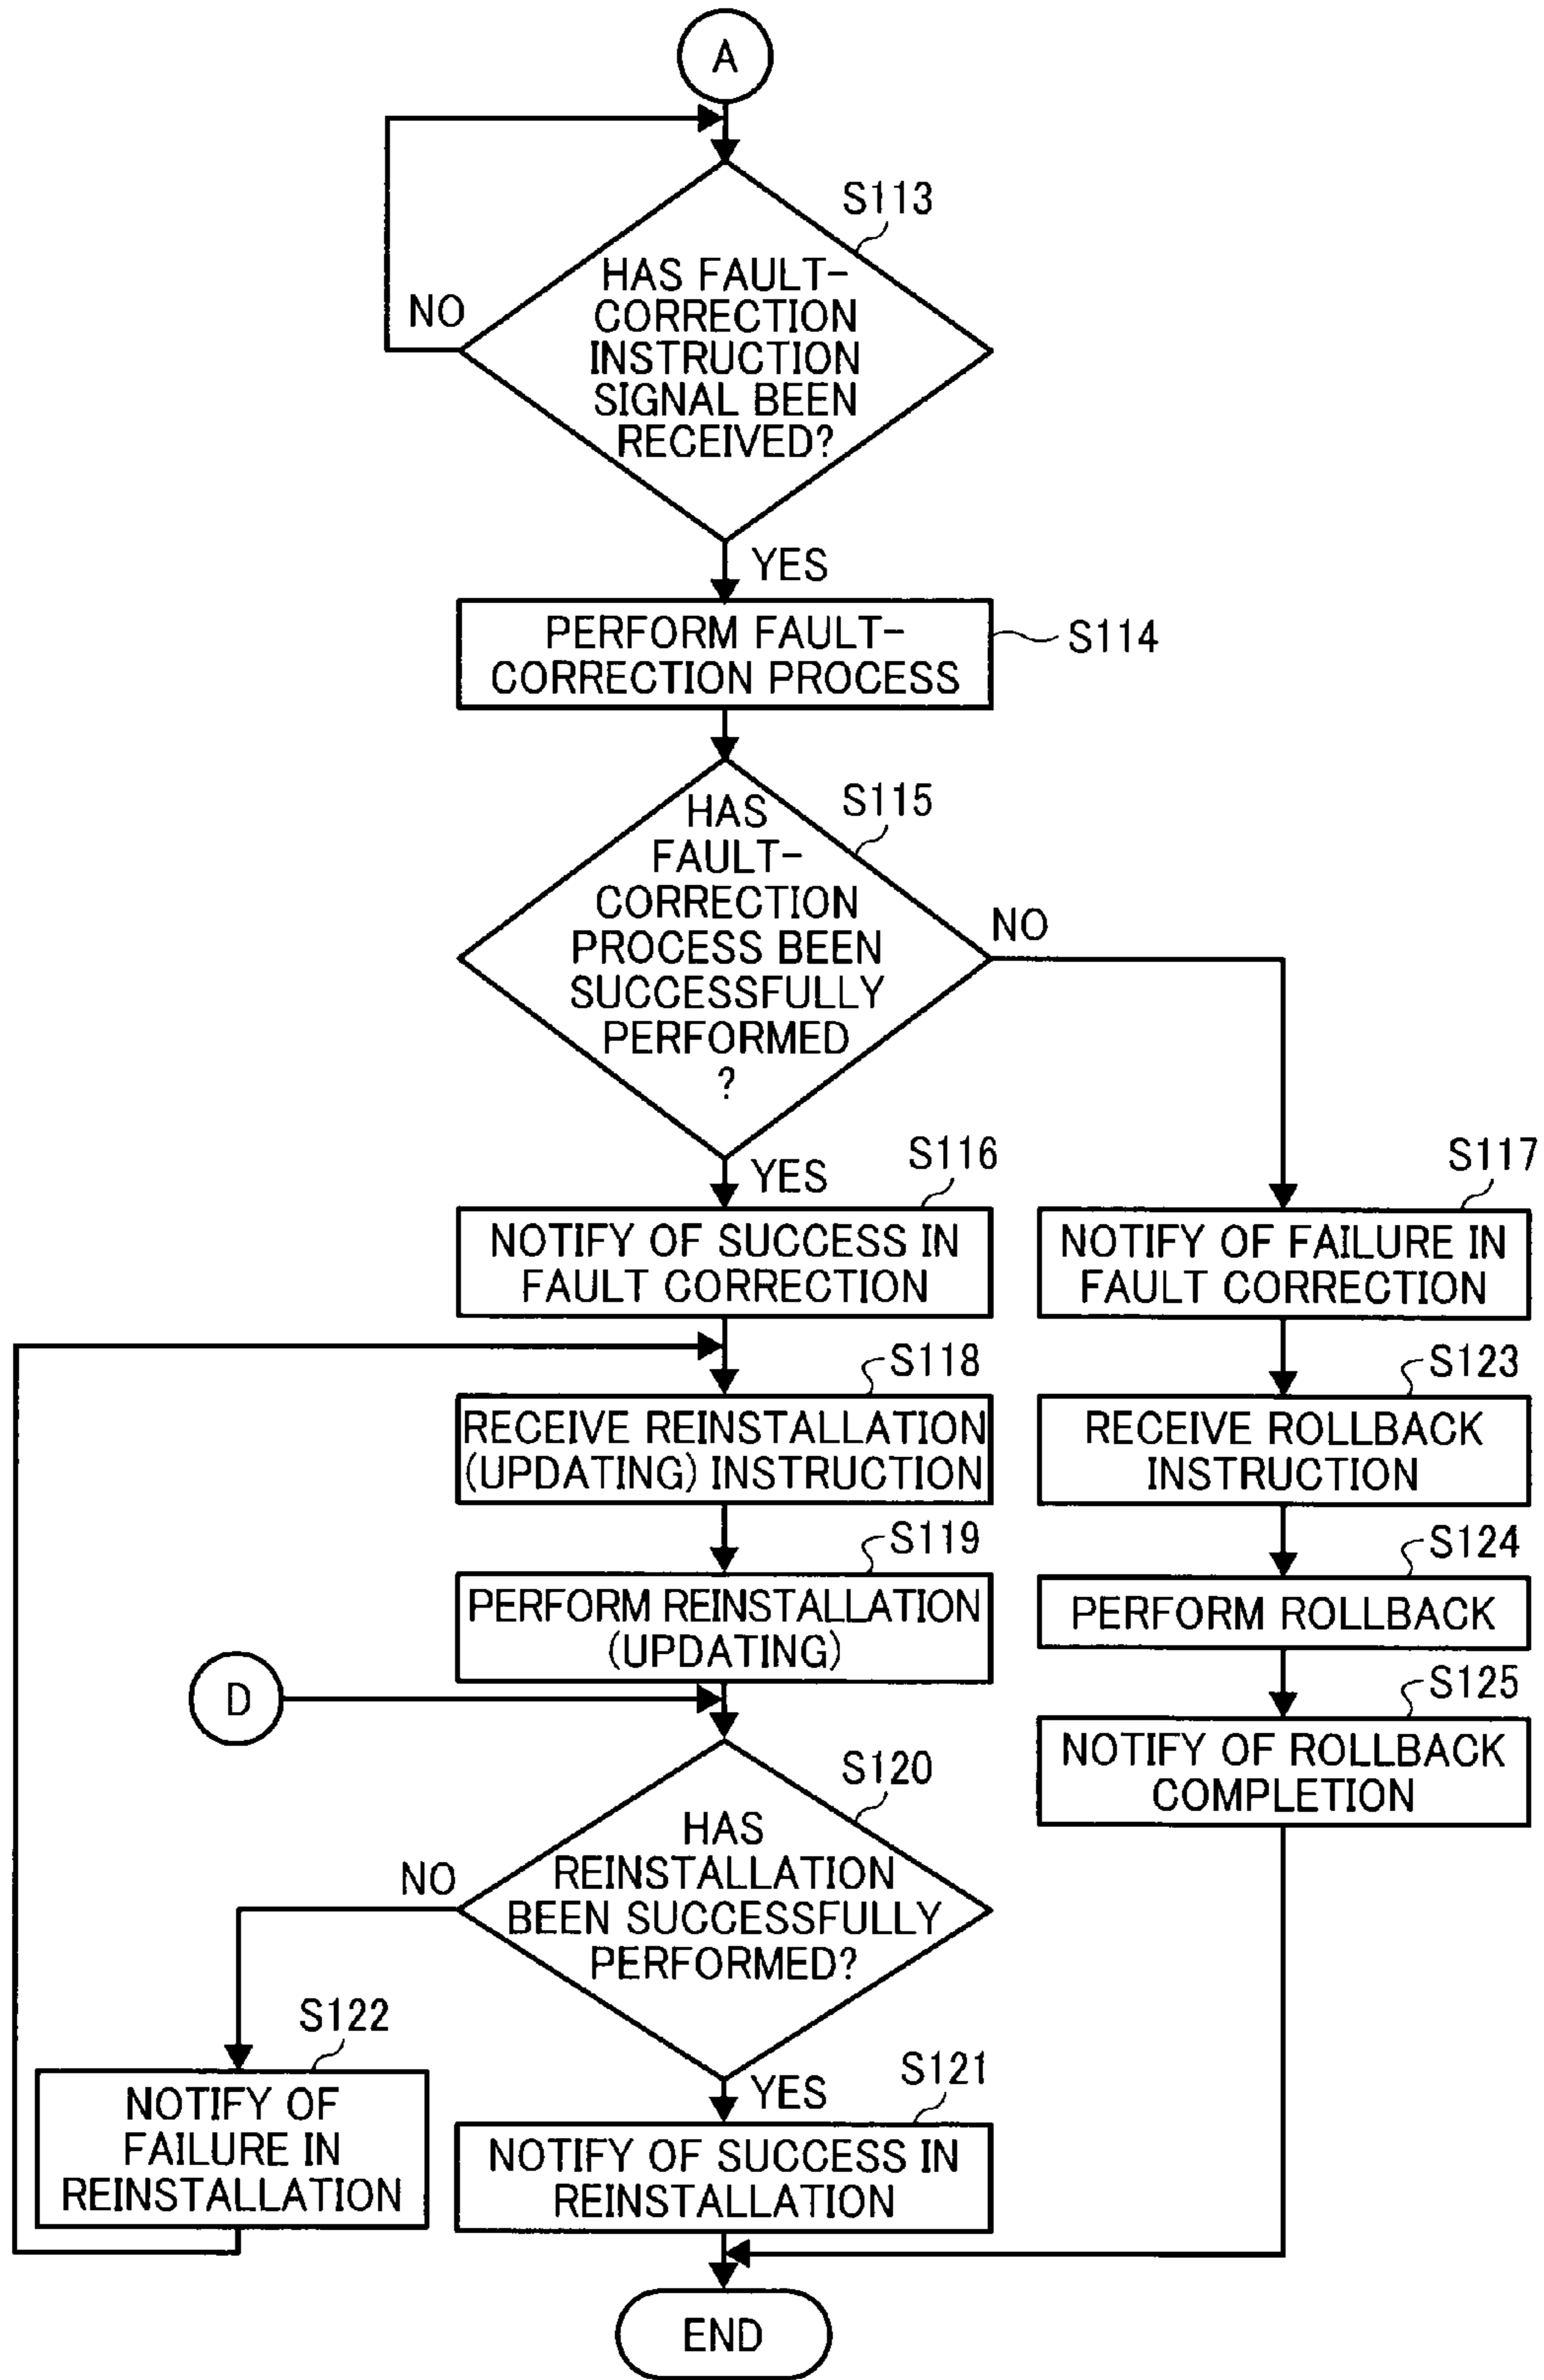 A
S113
HAS FAULT-
CORRECTION
INSTRUCTION
SIGNAL BEEN
RECEIVED?
NO
YES
PERFORM FAULT-
CORRECTION PROCESS
S114
S115
HAS
FAULT-
CORRECTION
PROCESS BEEN
SUCCESSFULLY
PERFORMED
?
NO
YES
S116
NOTIFY OF SUCCESS IN
FAULT CORRECTION
S117
NOTIFY OF FAILURE IN
FAULT CORRECTION
S118
RECEIVE REINSTALLATION
(UPDATING) INSTRUCTION
S123
RECEIVE ROLLBACK
INSTRUCTION
S119
PERFORM REINSTALLATION
(UPDATING)
S124
PERFORM ROLLBACK
D
S125
NOTIFY OF ROLLBACK
COMPLETION
S120
HAS
REINSTALLATION
BEEN SUCCESSFULLY
PERFORMED?
NO
YES
S122
NOTIFY OF
FAILURE IN
REINSTALLATION
S121
NOTIFY OF SUCCESS IN
REINSTALLATION
END